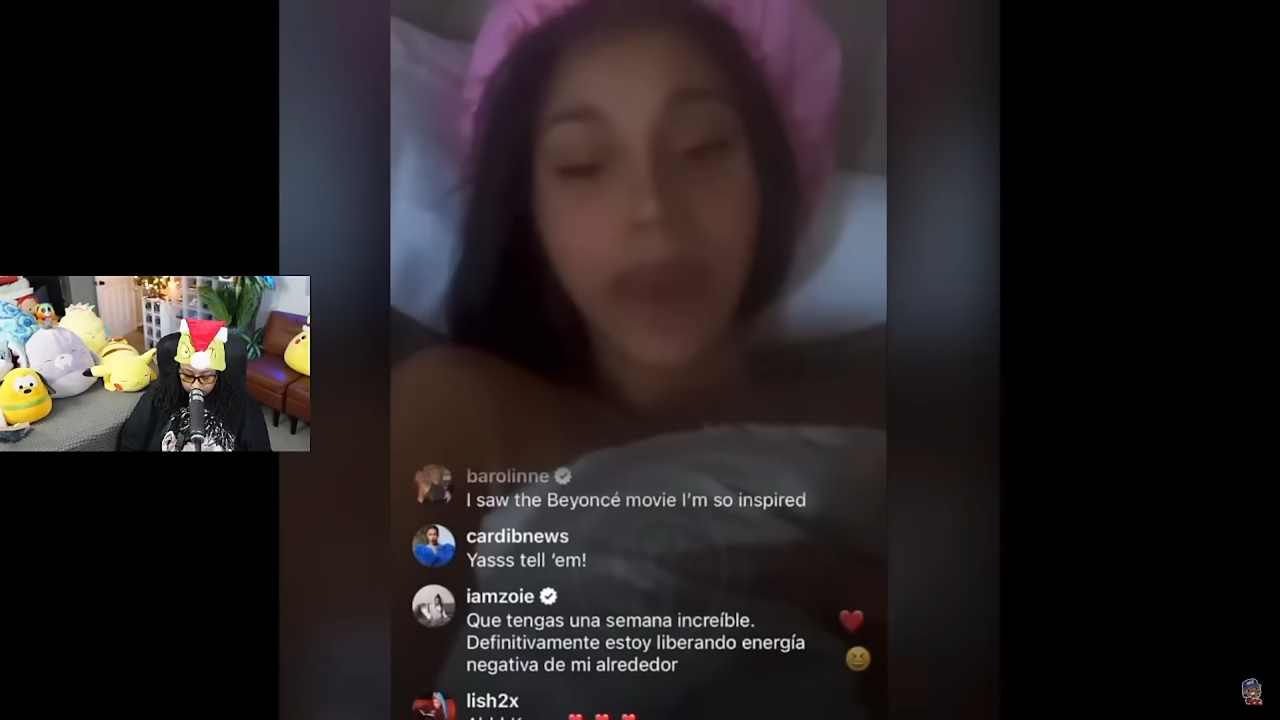 barolinne
I saw the Beyoncé movie I'm so inspired
cardibnews
Yasss tell 'em!
iamzoie
Que tengas una semana increíble.
Definitivamente estoy liberando energía
negativa de mi alrededor
lish2x